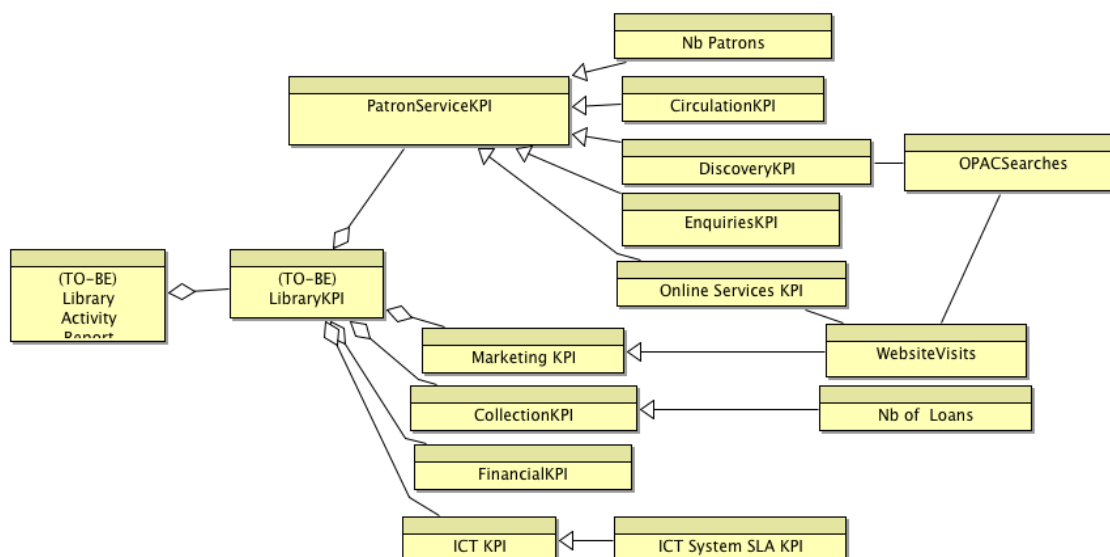 Nb Patrons
PatronServiceKPI
CirculationKPI
DiscoveryKPI
OPACSearches
EnquiriesKPI
(TO-BE)
Library
Activity
Report
(TO-BE)
LibraryKPI
Online Services KPI
Marketing KPI
WebsiteVisits
CollectionKPI
Nb of Loans
FinancialKPI
ICT KPI
ICT System SLA KPI